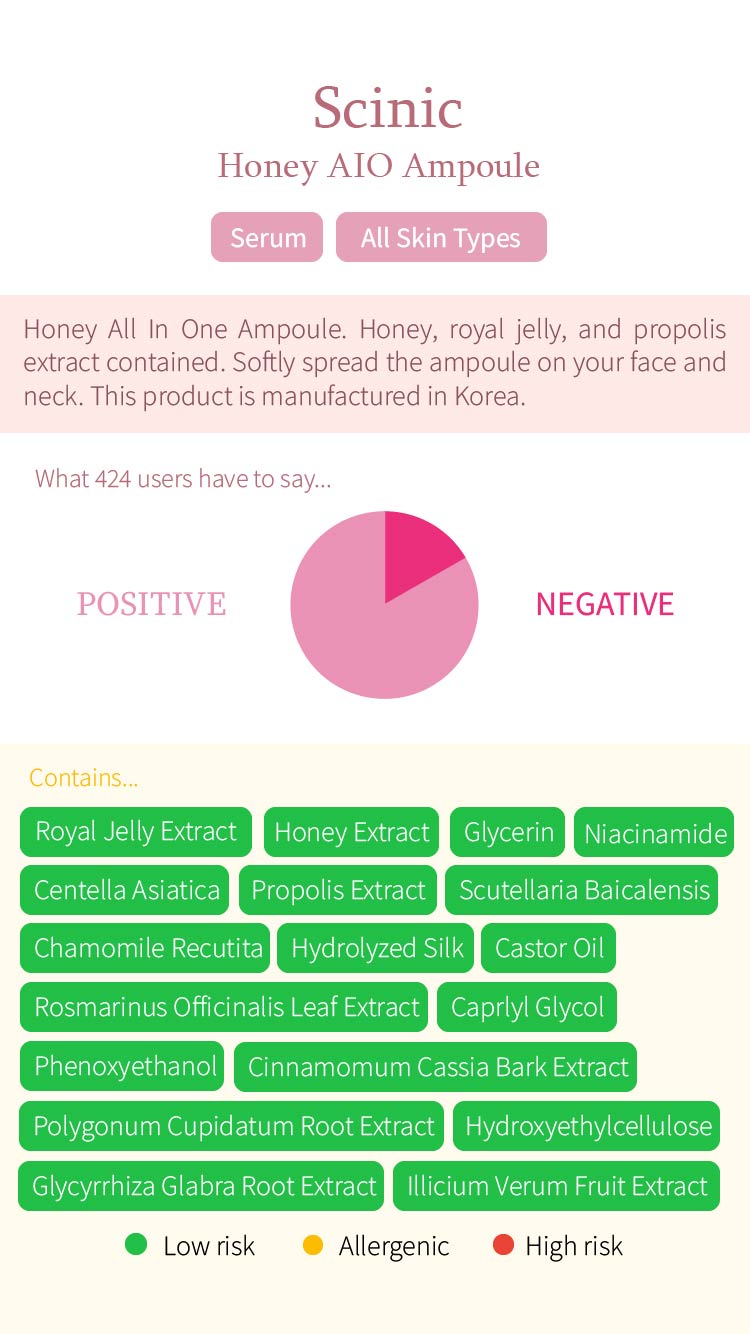 Scinic
Honey AIO Ampoule
Serum All Skin Types
Honey All In One Ampoule. Honey, royal jelly, and propolis
extract contained. Softly spread the ampoule on your face and
neck. This product is manufactured in Korea.
What 424 users have to say...
POSITIVE NEGATIVE
Contains...
Royal Jelly Extract Honey Extract Glycerin Niacinamide
Centella Asiatica Propolis Extract Scutellaria Baicalensis
Chamomile Recutita Hydrolyzed Silk Castor Oil
Rosmarinus Officinalis Leaf Extract Caprlyl Glycol
Phenoxyethanol Cinnamomum Cassia Bark Extract
Polygonum Cupidatum Root Extract Hydroxyethylcellulose
Glycyrrhiza Glabra Root Extract Illicium Verum Fruit Extract
Low risk Allergenic High risk